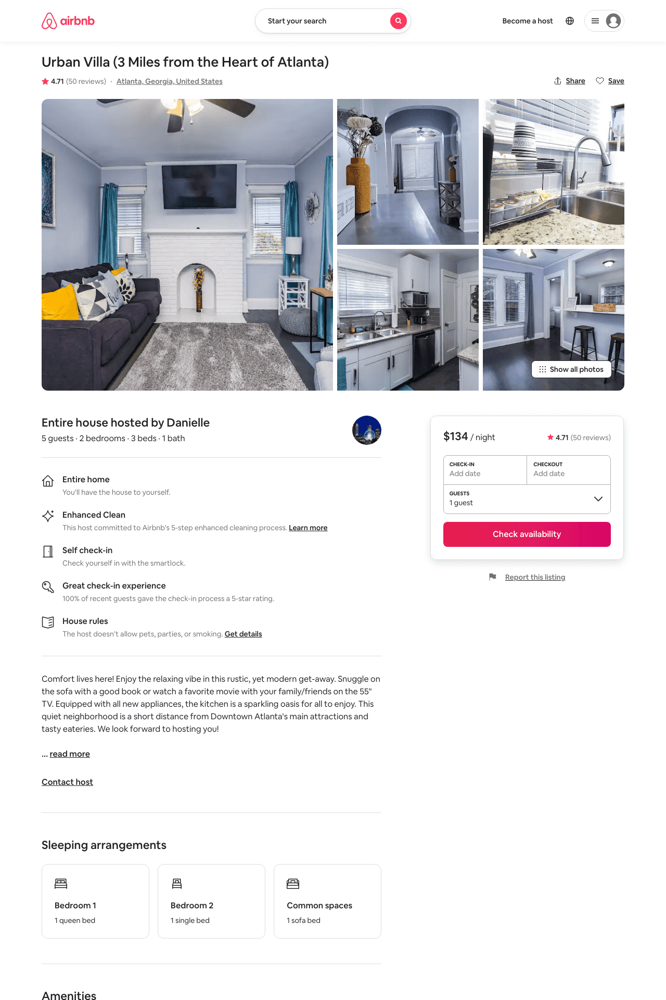 airbnb
Start your search
Become a host
Urban Villa (3 Miles from the Heart of Atlanta)
4.71 (50 reviews) · Atlanta, Georgia, United States
Share
Save
Show all photos
Entire house hosted by Danielle
5 guests · 2 bedrooms · 3 beds · 1 bath
Entire home
You’ll have the house to yourself.
Enhanced Clean
This host committed to Airbnb's 5-step enhanced cleaning process. Learn more
Self check-in
Check yourself in with the smartlock.
Great check-in experience
100% of recent guests gave the check-in process a 5-star rating.
House rules
The host doesn’t allow pets, parties, or smoking. Get details
Comfort lives here! Enjoy the relaxing vibe in this rustic, yet modern get-away. Snuggle on
the sofa with a good book or watch a favorite movie with your family/friends on the 55"
TV. Equipped with all new appliances, the kitchen is a sparkling oasis for all to enjoy. This
quiet neighborhood is a short distance from Downtown Atlanta's main attractions and
tasty eateries. We look forward to hosting you!
... read more
Contact host
Sleeping arrangements
Bedroom 1
1 queen bed
Bedroom 2
1 single bed
Common spaces
1 sofa bed
Amenities
$134 / night
4.71 (50 reviews)
CHECK-IN
Add date
CHECKOUT
Add date
GUESTS
1 guest
Check availability
Report this listing